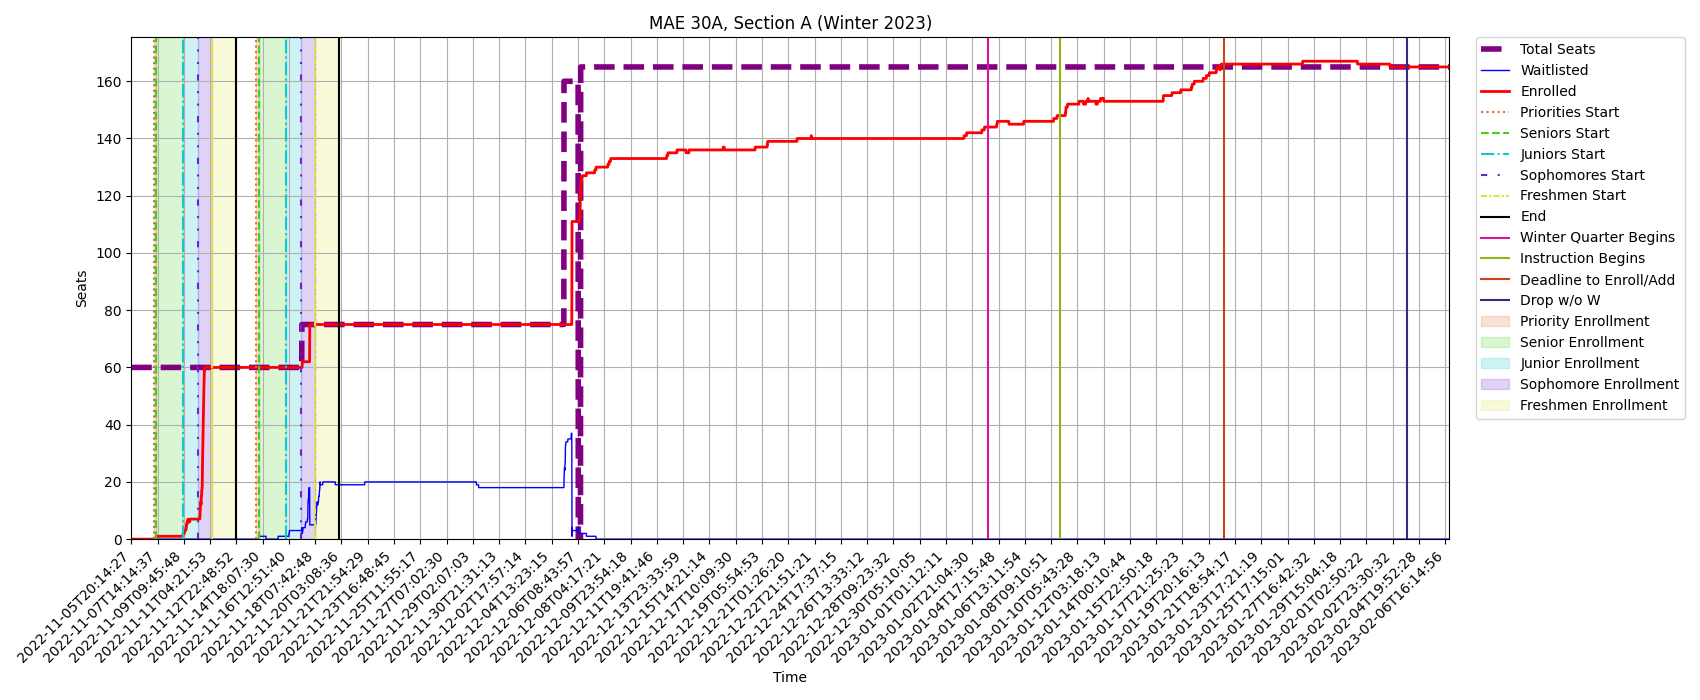 MAE 30A, Section A (Winter 2023)
Seats
160
140
120
100
80
60
40
20
0
2022-11-05T20:14:27
2022-11-07T14:14:37
2022-11-09T09:45:48
2022-11-11T04:21:53
2022-11-12T22:48:52
2022-11-14T18:07:30
2022-11-16T12:51:40
2022-11-18T07:42:48
2022-11-20T03:08:36
2022-11-21T21:54:29
2022-11-23T16:48:45
2022-11-25T11:55:17
2022-11-27T07:02:30
2022-11-29T02:07:03
2022-11-30T21:31:13
2022-12-02T17:57:14
2022-12-04T13:23:15
2022-12-06T08:43:57
2022-12-08T04:17:21
2022-12-09T23:54:18
2022-12-11T19:41:46
2022-12-13T23:33:59
2022-12-15T14:21:14
2022-12-17T10:09:30
2022-12-19T05:54:53
2022-12-21T01:26:20
2022-12-22T21:51:21
2022-12-24T17:37:15
2022-12-26T13:33:12
2022-12-28T09:23:32
2022-12-30T05:10:05
2023-01-01T01:12:11
2023-01-02T21:04:30
2023-01-04T17:15:48
2023-01-06T13:11:54
2023-01-08T09:10:51
2023-01-10T05:43:28
2023-01-12T03:18:13
2023-01-14T00:10:44
2023-01-15T22:50:18
2023-01-17T21:25:23
2023-01-19T20:16:13
2023-01-21T18:54:17
2023-01-23T17:21:19
2023-01-25T17:15:01
2023-01-27T16:42:32
2023-01-29T15:04:18
2023-02-01T02:50:22
2023-02-02T23:30:32
2023-02-04T19:52:28
2023-02-06T16:14:56
Time
Total Seats
Waitlisted
Enrolled
Priorities Start
Seniors Start
Juniors Start
Sophomores Start
Freshmen Start
End
Winter Quarter Begins
Instruction Begins
Deadline to Enroll/Add
Drop w/o W
Priority Enrollment
Senior Enrollment
Junior Enrollment
Sophomore Enrollment
Freshmen Enrollment